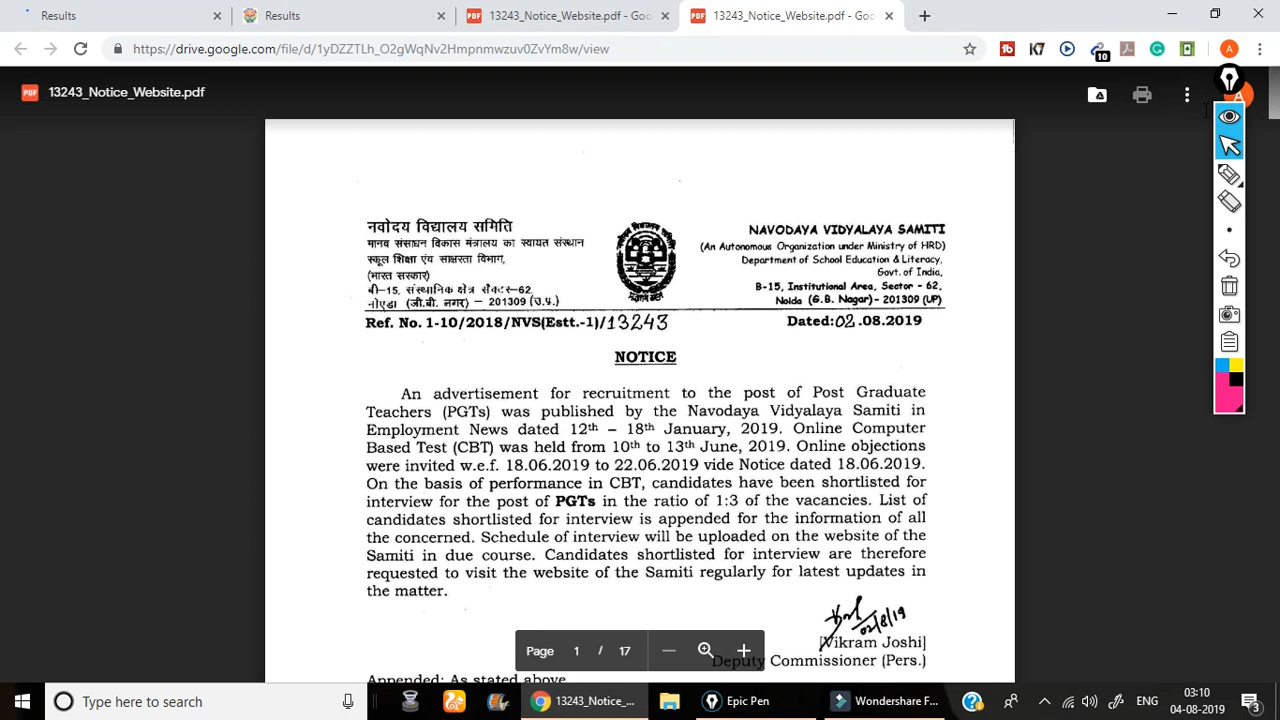 Results
Results
13243_Notice_Website.pdf - Goo
13243_Notice_Website.pdf - Goo
https://drive.google.com/file/d/1yDZZTLh_O2gWqNv2Hmpnmwzuv0ZvYm8w/view
10
A
PDF 13243_Notice_Website.pdf
नवोदय विद्यालय समिति
मानव संसाधन विकास मंत्रालय का स्वायत संस्थान
स्कूल शिक्षा एंव साक्षरता विभाग,
(भारत सरकार)
बी-15, संस्थानिक क्षेत्र सैक्टर-62,
नोएडा (जी.बी. नगर) - 201309 (उ.प्र.)
NAVODAYA VIDYALAYA SAMITI
(An Autonomous Organization under Ministry of HRD)
Department of School Education & Literacy,
Govt. of India,
B-15, Institutional Area, Sector - 62,
Noida (G.B. Nagar)- 201309 (UP)
Ref. No. 1-10/2018/NVS(Estt.-1)/13243 Dated:02.08.2019
NOTICE
An advertisement for recruitment to the post of Post Graduate
Teachers (PGTs) was published by the Navodaya Vidyalaya Samiti in
Employment News dated 12th – 18th January, 2019. Online Computer
Based Test (CBT) was held from 10th to 13th June, 2019. Online objections
were invited w.e.f. 18.06.2019 to 22.06.2019 vide Notice dated 18.06.2019.
On the basis of performance in CBT, candidates have been shortlisted for
interview for the post of PGTs in the ratio of 1:3 of the vacancies. List of
candidates shortlisted for interview is appended for the information of all
the concerned. Schedule of interview will be uploaded on the website of the
Samiti in due course. Candidates shortlisted for interview are therefore
requested to visit the website of the Samiti regularly for latest updates in
the matter.
02/8/19
[Vikram Joshi]
Deputy Commissioner (Pers.)
Appended: As stated above
Page 1 / 17
Type here to search
13243_Notice_...
Epic Pen
Wondershare F...
ENG
03:10
04-08-2019
3